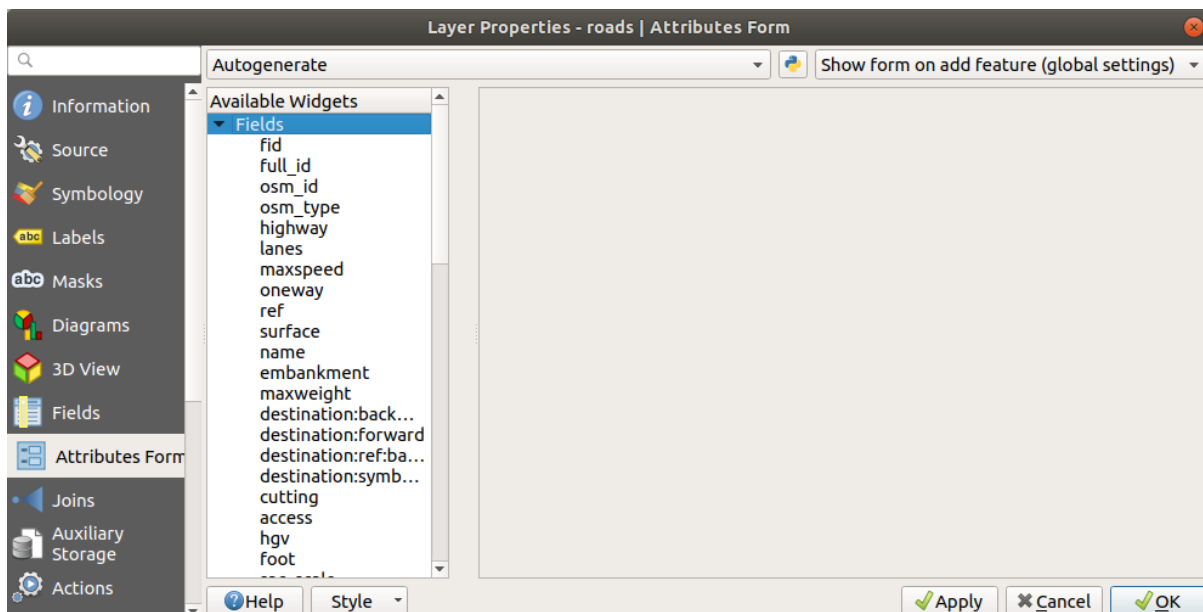 Layer Properties - roads | Attributes Form
Autogenerate
Show form on add feature (global settings)
Information
Source
Symbology
abc Labels
abc Masks
Diagrams
3D View
Fields
Attributes Form
Joins
Auxiliary
Storage
Actions
Available Widgets
Fields
fid
full_id
osm_id
osm_type
highway
lanes
maxspeed
oneway
ref
surface
name
embankment
maxweight
destination:back...
destination:forward
destination:ref:ba...
destination:symb...
cutting
access
hgv
foot
Help
Style
Apply
Cancel
OK